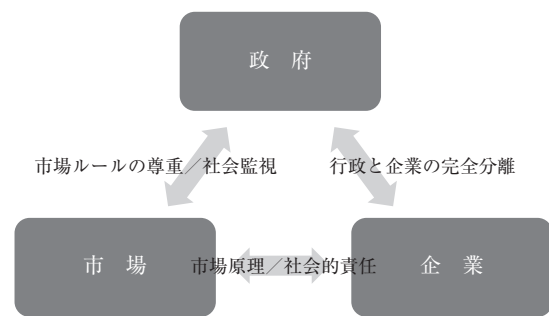 政　府
市場ルールの尊重／社会監視
行政と企業の完全分離
市　場
市場原理／社会的責任
企　業